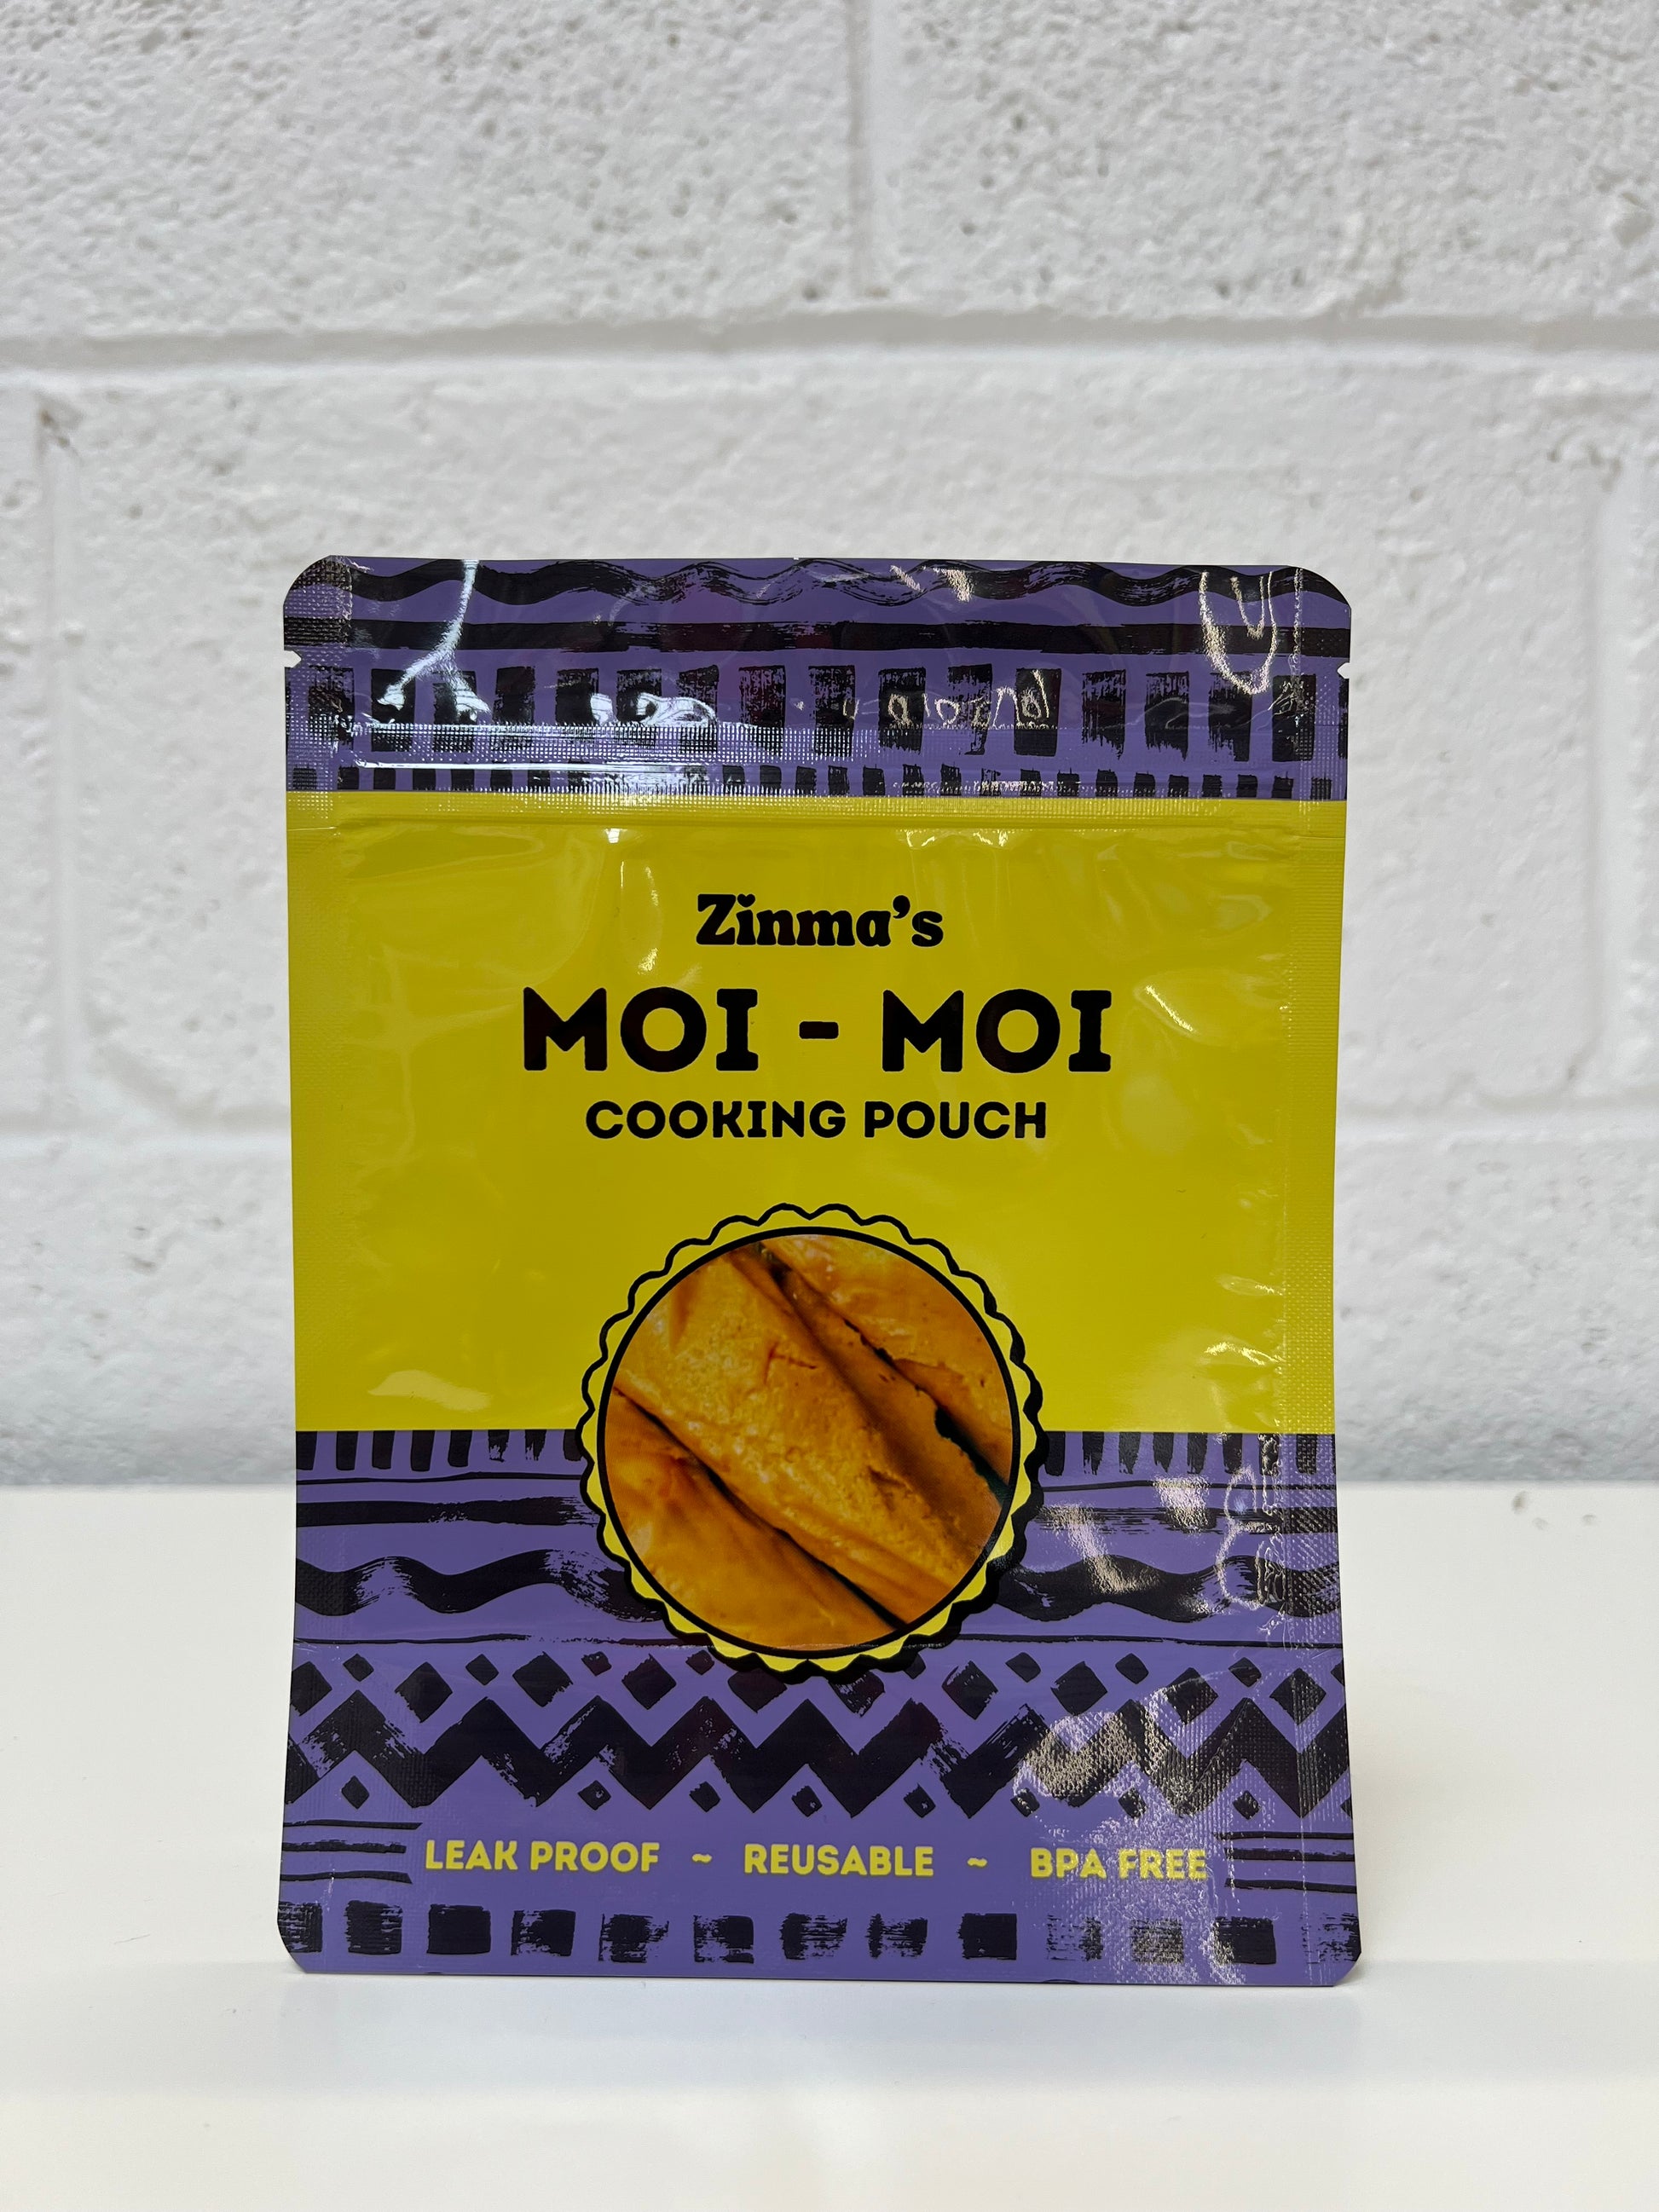 Zinma's
MOI - MOI
COOKING POUCH
LEAK PROOF ~ REUSABLE ~ BPA FREE